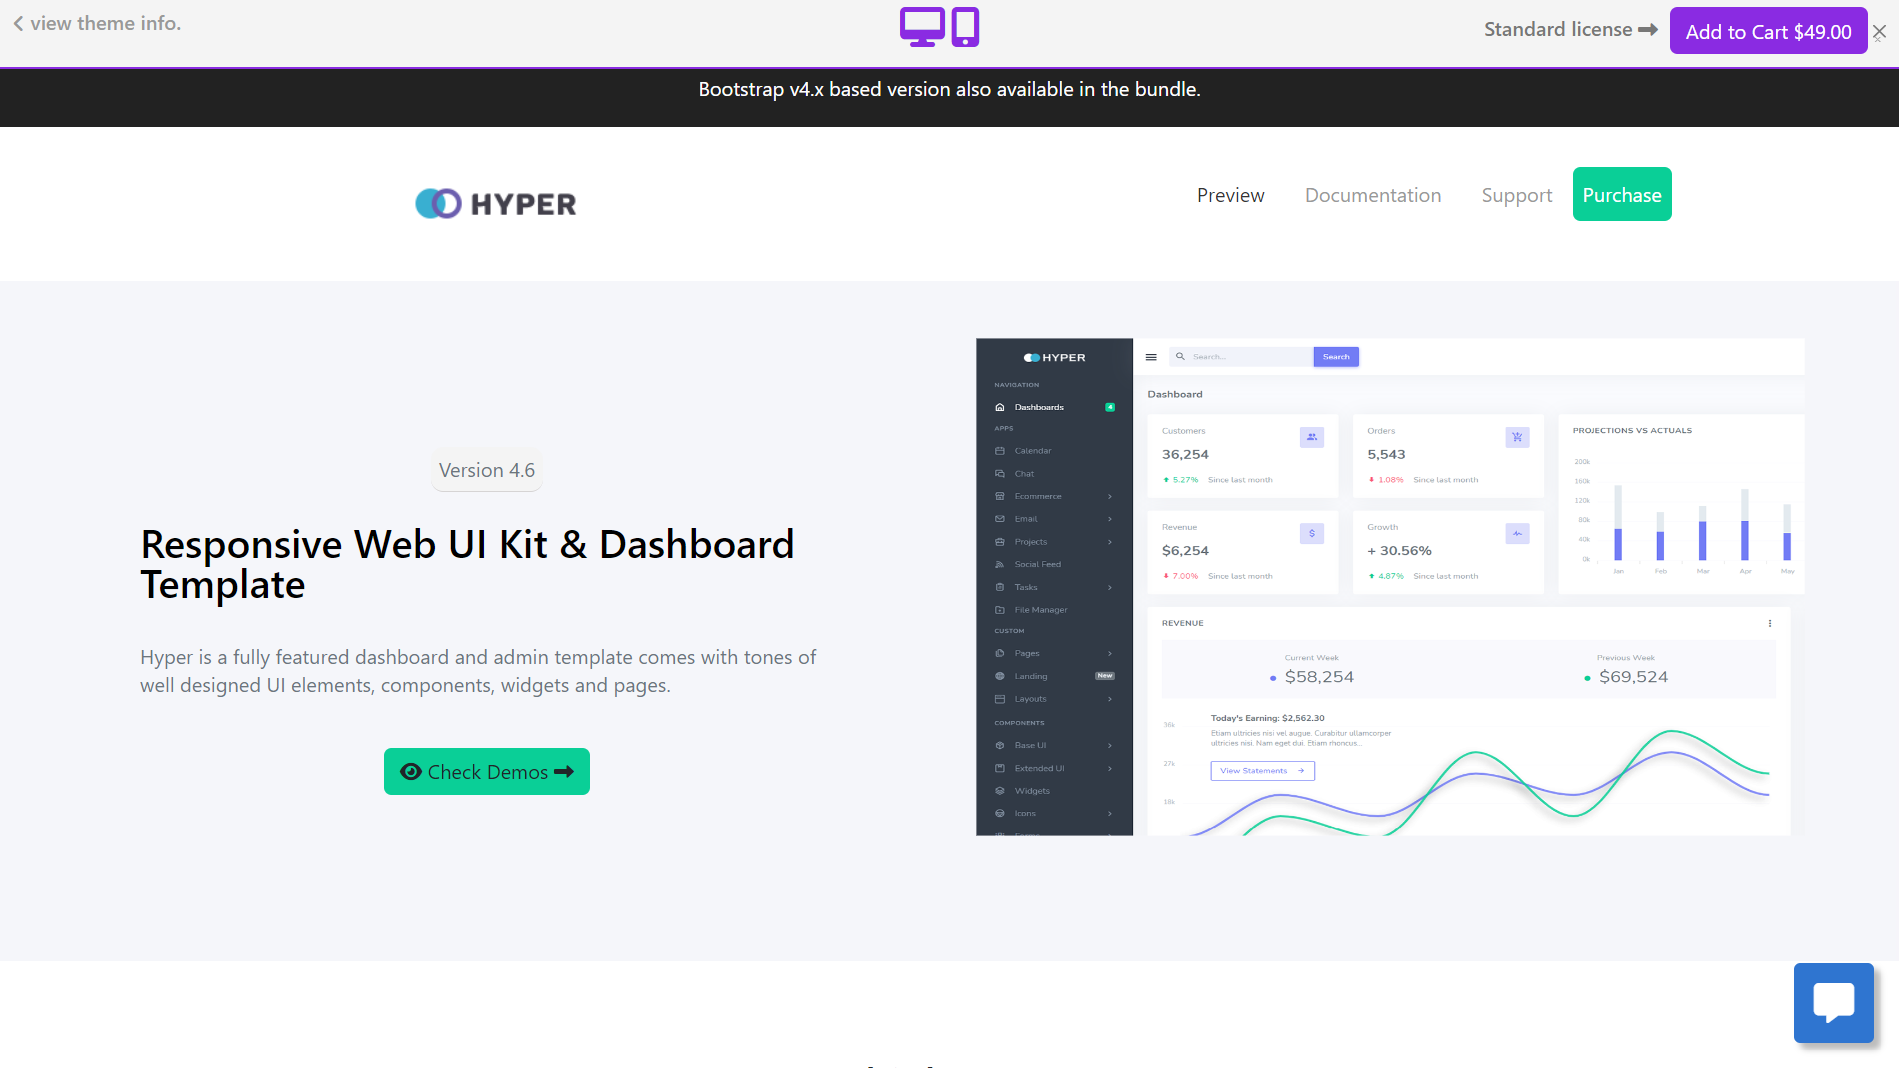 view theme info.
Standard license
Add to Cart $49.00
Bootstrap v4.x based version also available in the bundle.
HYPER
Preview
Documentation
Support
Purchase
Version 4.6
Responsive Web UI Kit & Dashboard
Template
Hyper is a fully featured dashboard and admin template comes with tones of
well designed UI elements, components, widgets and pages.
Check Demos
HYPER
NAVIGATION
Dashboards 4
APPS
Calendar
Chat
Ecommerce
Email
Projects
Social Feed
Tasks
File Manager
CUSTOM
Pages
Landing New
Layouts
COMPONENTS
Base UI
Extended UI
Widgets
Icons
Search...
Search
Dashboard
Customers
36,254
5.27% Since last month
Orders
5,543
1.08% Since last month
Revenue
$6,254
7.00% Since last month
Growth
+ 30.56%
4.87% Since last month
PROJECTIONS VS ACTUALS
200k
160k
120k
80k
40k
0k
Jan Feb Mar Apr May
REVENUE
Current Week
$58,254
Previous Week
$69,524
Today's Earning: $2,562.30
Etiam ultricies nisi vel augue. Curabitur ullamcorper
ultricies nisi. Nam eget dui. Etiam rhoncus...
View Statements
36k
27k
18k